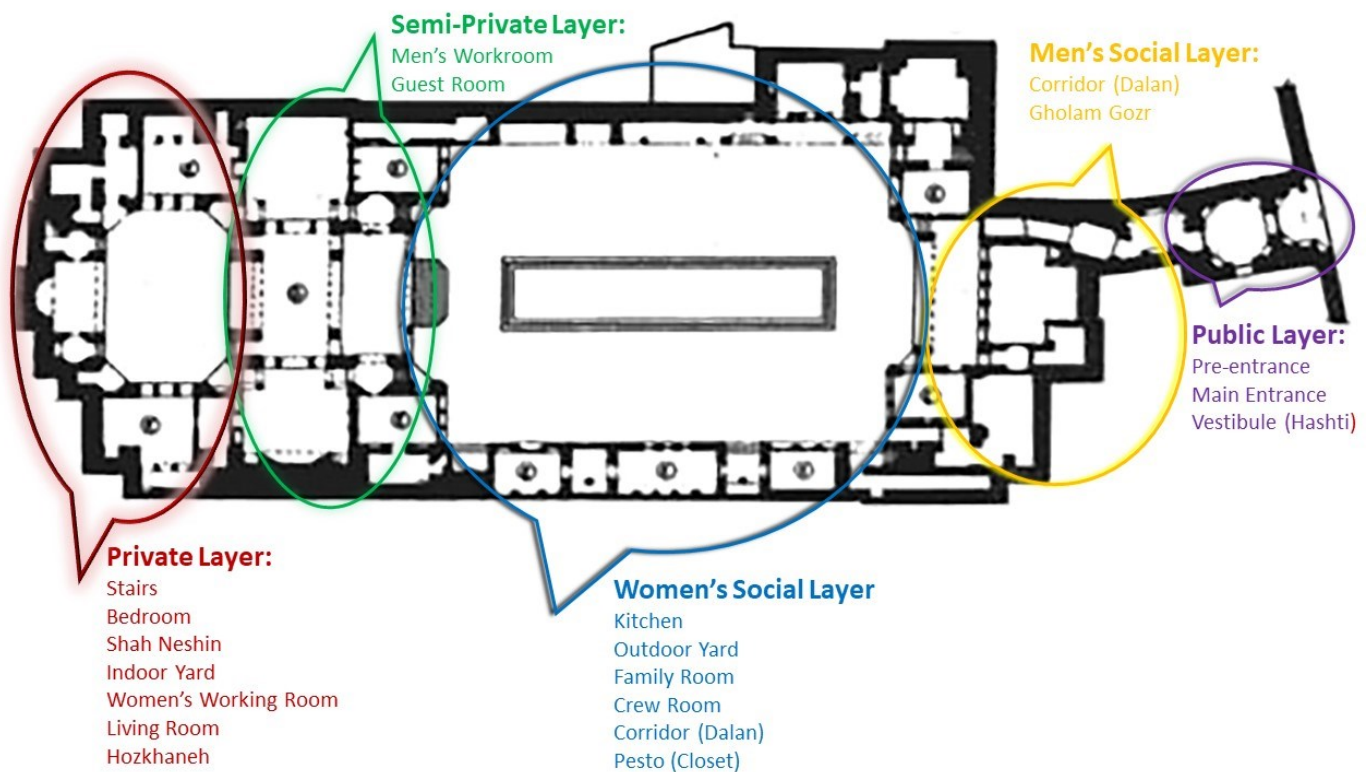 Semi-Private Layer:
Men's Workroom
Guest Room
Men's Social Layer:
Corridor (Dalan)
Gholam Gozr
Public Layer:
Pre-entrance
Main Entrance
Vestibule (Hashti)
Private Layer:
Stairs
Bedroom
Shah Neshin
Indoor Yard
Women's Working Room
Living Room
Hozkhaneh
Women's Social Layer
Kitchen
Outdoor Yard
Family Room
Crew Room
Corridor (Dalan)
Pesto (Closet)